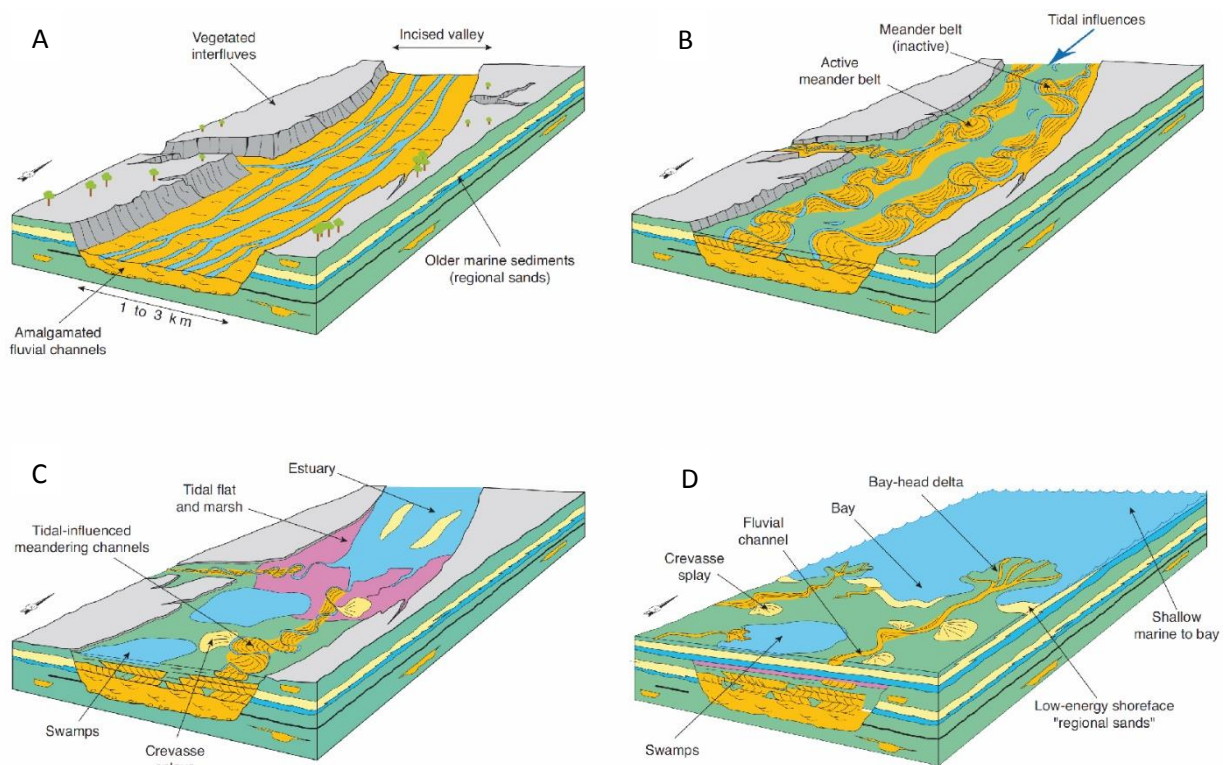 A
Vegetated
interfluves
Incised valley
Older marine sediments
(regional sands)
1 to 3 km
Amalgamated
fluvial channels
B
Tidal influences
Meander belt
(inactive)
Active
meander belt
C
Estuary
Tidal flat
and marsh
Tidal-influenced
meandering channels
Swamps
Crevasse
D
Bay-head delta
Bay
Fluvial
channel
Crevasse
splay
Shallow
marine to bay
Low-energy shoreface
"regional sands"
Swamps